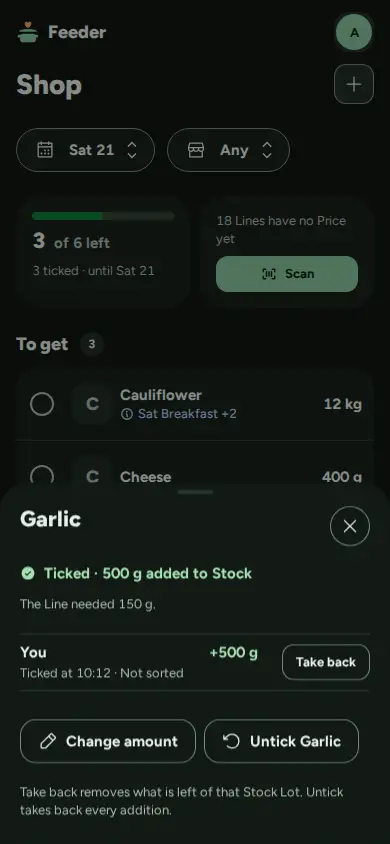 Feeder
A
Shop
Sat 21
Any
3 of 6 left
3 ticked · until Sat 21
18 Lines have no Price
yet
Scan
To get 3
C
Cauliflower
Sat Breakfast +2
12 kg
C
Cheese
400 g
Garlic
Ticked · 500 g added to Stock
The Line needed 150 g.
You
Ticked at 10:12 · Not sorted
+500 g
Take back
Change amount
Untick Garlic
Take back removes what is left of that Stock Lot. Untick
takes back every addition.